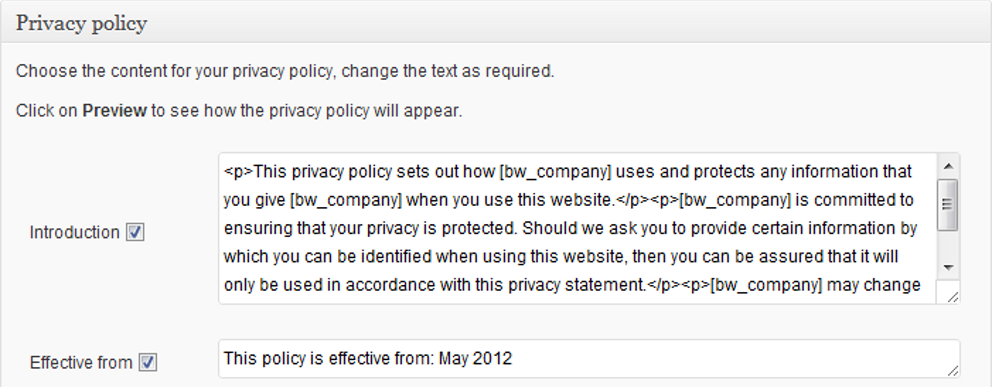 Privacy policy
Choose the content for your privacy policy, change the text as required.
Click on Preview to see how the privacy policy will appear.
Introduction
<p>This privacy policy sets out how [bw_company] uses and protects any information that
you give [bw_company] when you use this website.</p><p>[bw_company] is committed to
ensuring that your privacy is protected. Should we ask you to provide certain information by
which you can be identified when using this website, then you can be assured that it will
only be used in accordance with this privacy statement.</p><p>[bw_company] may change
Effective from
This policy is effective from: May 2012